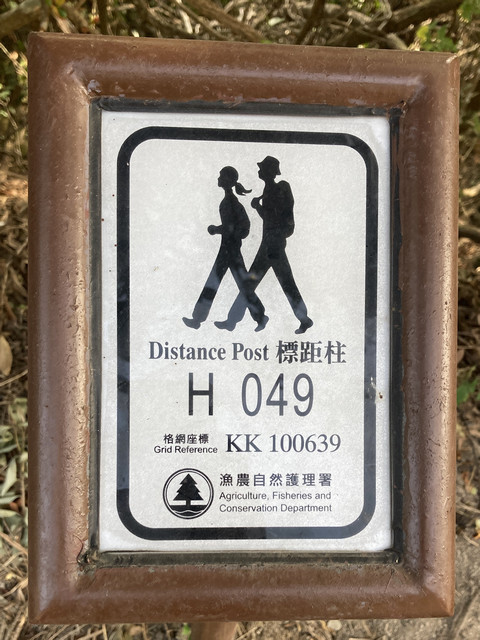 Distance Post 標距柱
H 049
格網座標
Grid Reference KK 100639
漁農自然護理署
Agriculture, Fisheries and
Conservation Department